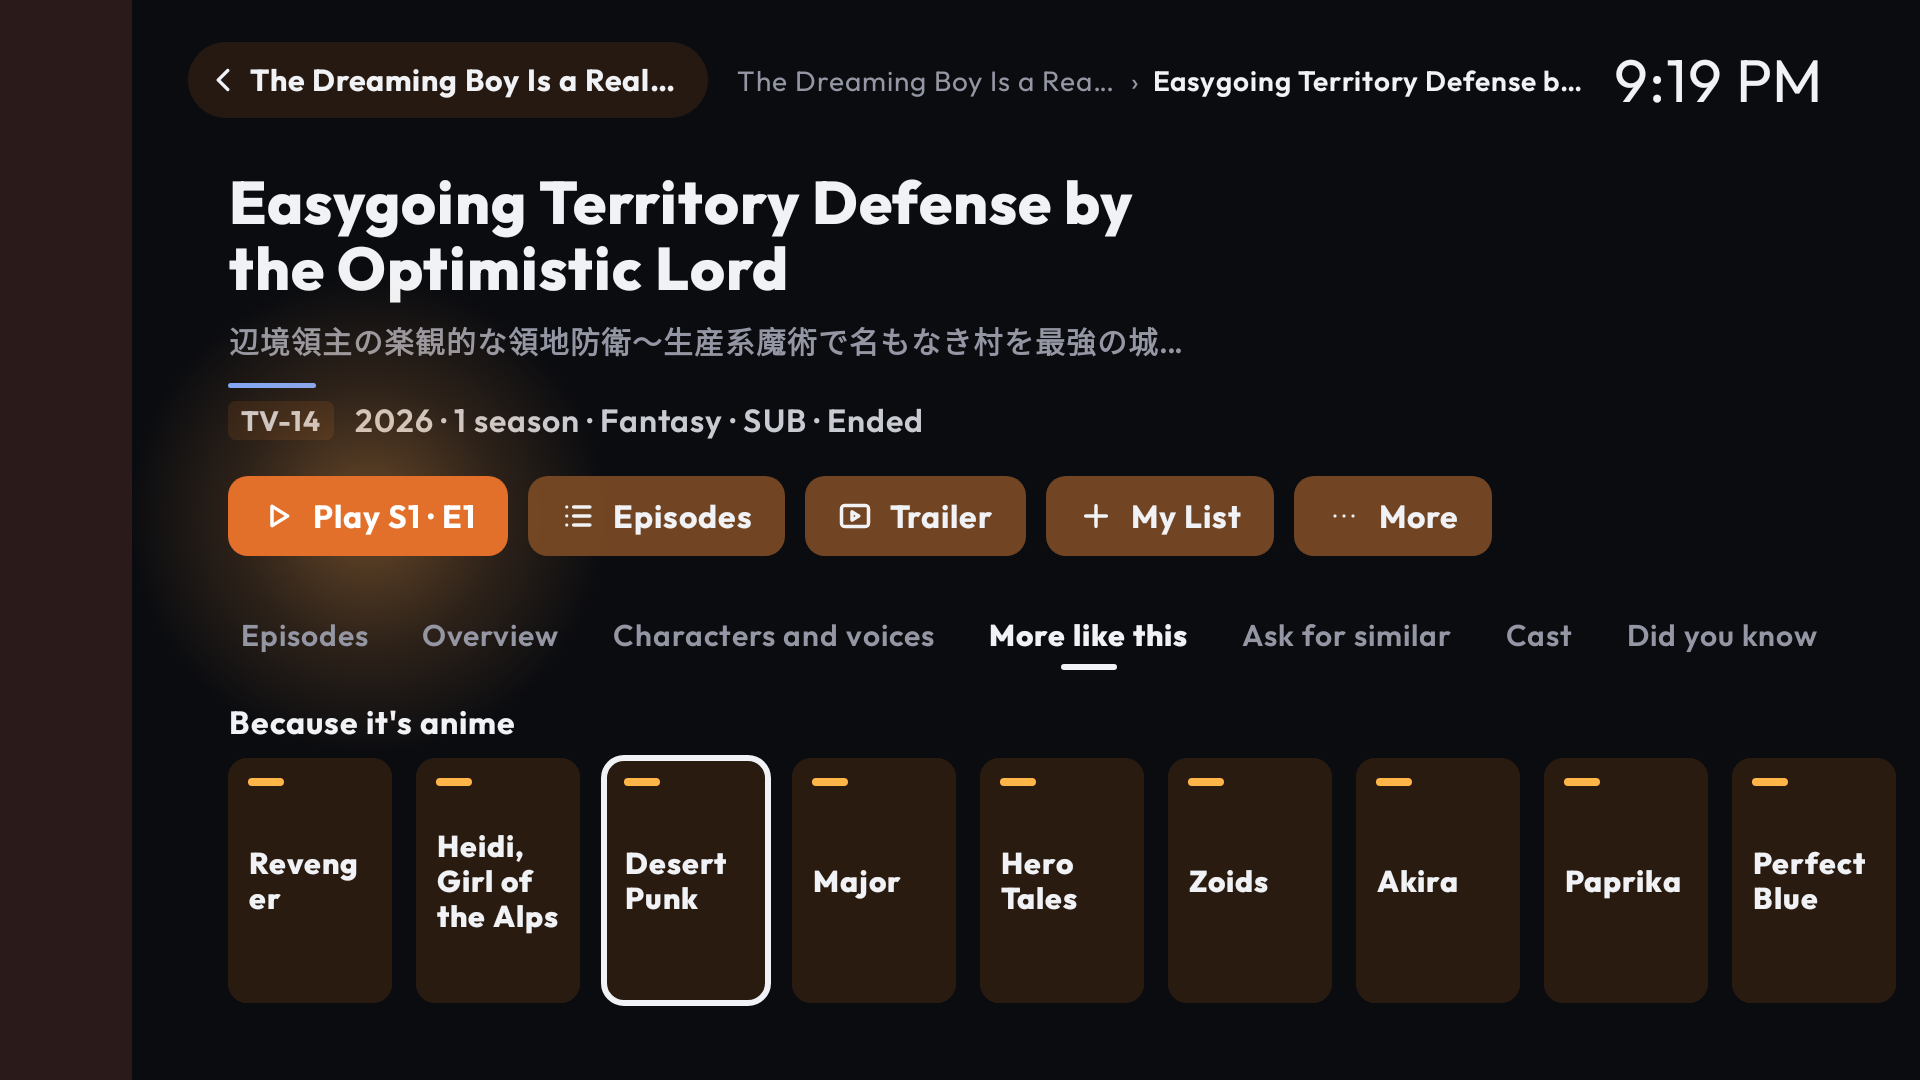 The Dreaming Boy Is a Real...
The Dreaming Boy Is a Rea... › Easygoing Territory Defense b...
9:19 PM
Easygoing Territory Defense by
the Optimistic Lord
辺境領主の楽観的な領地防衛〜生産系魔術で名もなき村を最強の城...
TV-14 2026 · 1 season · Fantasy · SUB · Ended
Play S1 · E1
Episodes
Trailer
My List
More
Episodes
Overview
Characters and voices
More like this
Ask for similar
Cast
Did you know
Because it's anime
Reveng
er
Heidi,
Girl of
the Alps
Desert
Punk
Major
Hero
Tales
Zoids
Akira
Paprika
Perfect
Blue